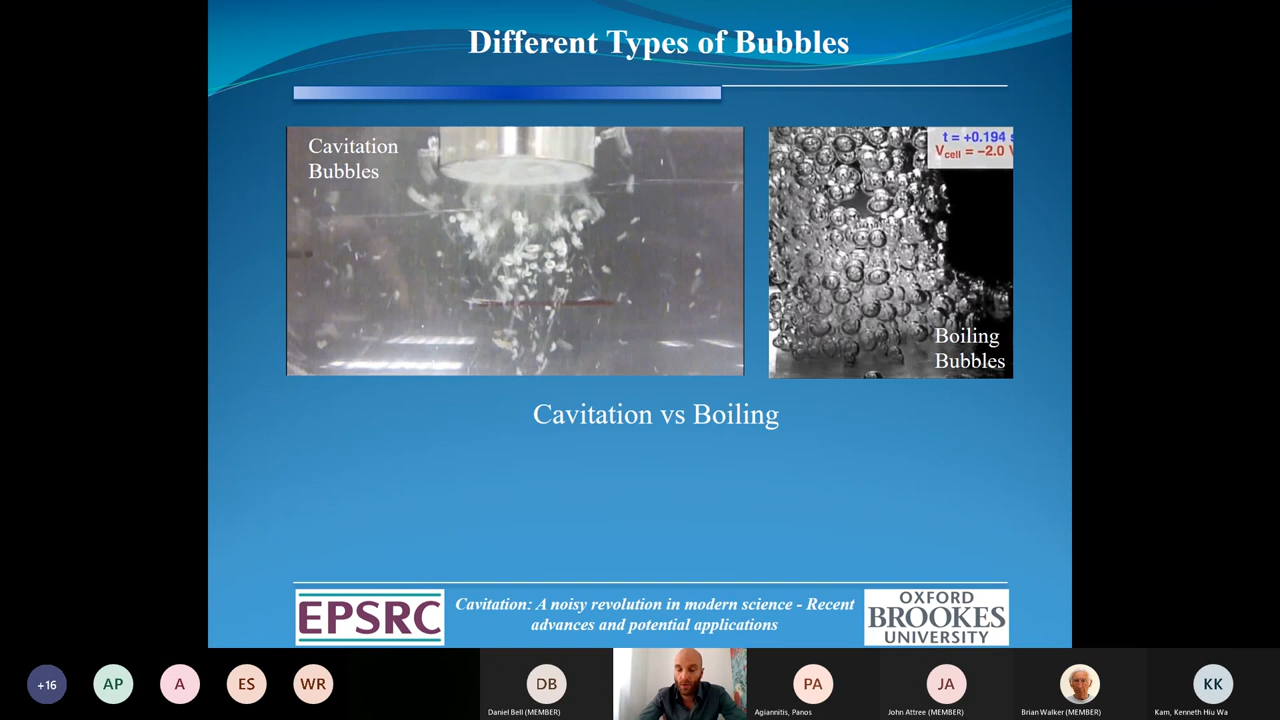 Different Types of Bubbles
Cavitation
Bubbles
t = +0.194 s
Vcell = −2.0 V
Boiling
Bubbles
Cavitation vs Boiling
EPSRC
Cavitation: A noisy revolution in modern science - Recent
advances and potential applications
OXFORD
BROOKES
UNIVERSITY
+16
AP
A
ES
WR
DB
Daniel Bell (MEMBER)
PA
Agiannitis, Panos
JA
John Attree (MEMBER)
Brian Walker (MEMBER)
KK
Kam, Kenneth Hiu Wa